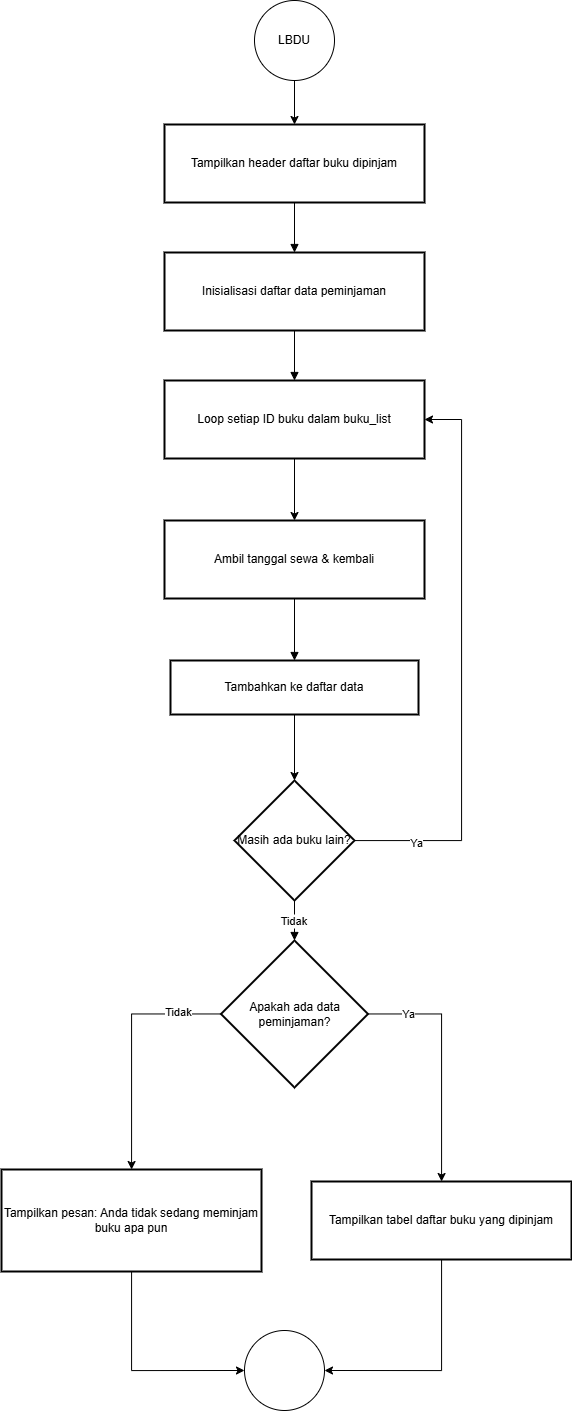 LBDU
Tampilkan header daftar buku dipinjam
Inisialisasi daftar data peminjaman
Loop setiap ID buku dalam buku_list
Ambil tanggal sewa & kembali
Tambahkan ke daftar data
Masih ada buku lain?
Ya
Tidak
Apakah ada data
peminjaman?
Tidak
Ya
Tampilkan pesan: Anda tidak sedang meminjam
buku apa pun
Tampilkan tabel daftar buku yang dipinjam